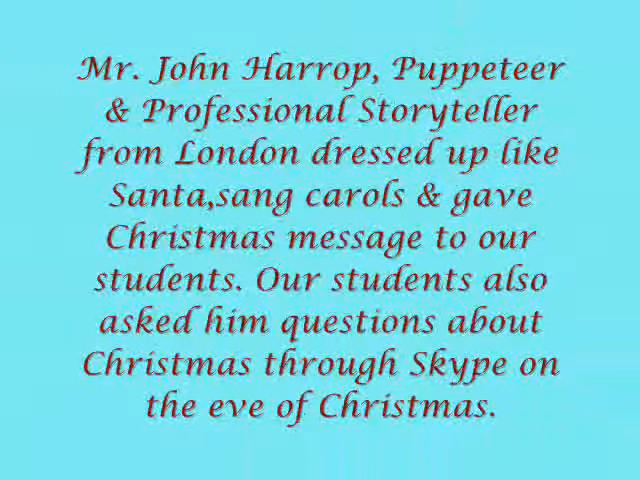 Mr. John Harrop, Puppeteer
& Professional Storyteller
from London dressed up like
Santa,sang carols & gave
Christmas message to our
students. Our students also
asked him questions about
Christmas through Skype on
the eve of Christmas.